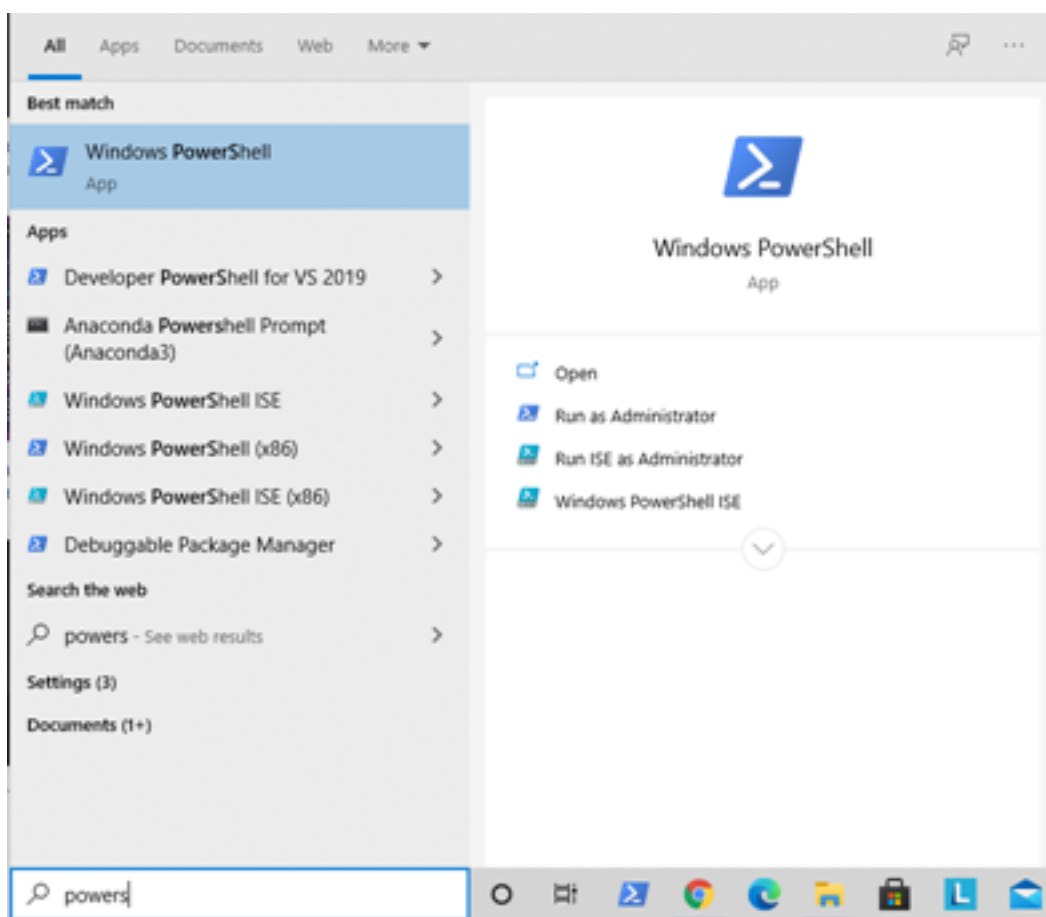 All Apps Documents Web More
Best match
Windows PowerShell
App
Apps
Developer PowerShell for VS 2019
Anaconda Powershell Prompt
(Anaconda3)
Windows PowerShell ISE
Windows PowerShell (x86)
Windows PowerShell ISE (x86)
Debuggable Package Manager
Search the web
powers - See web results
Settings (3)
Documents (1+)
powers
Windows PowerShell
App
Open
Run as Administrator
Run ISE as Administrator
Windows PowerShell ISE
L